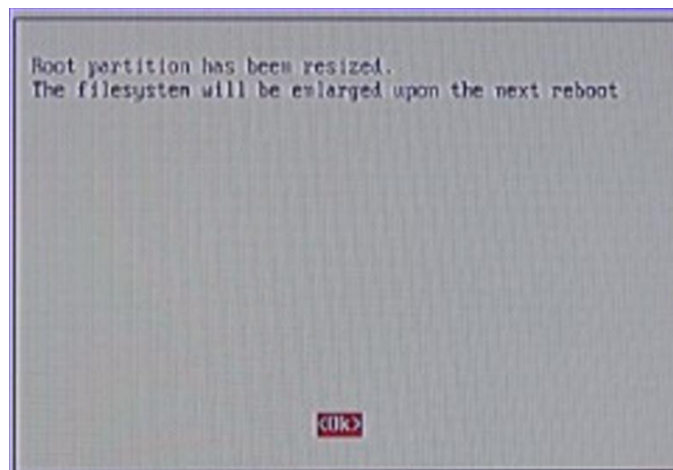 Root partition has been resized.
The filesystem will be enlarged upon the next reboot
<Ok>